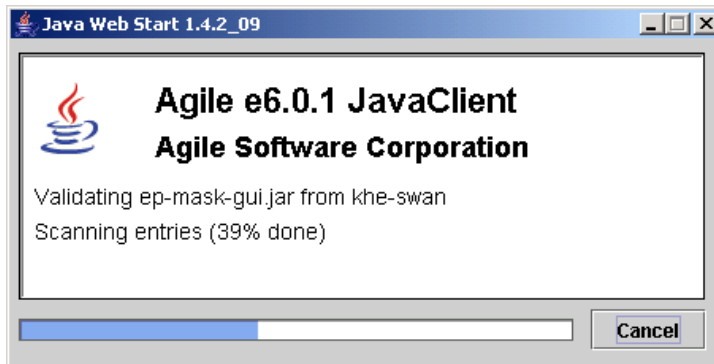 Java Web Start 1.4.2_09
Agile e6.0.1 JavaClient
Agile Software Corporation
Validating ep-mask-gui.jar from khe-swan
Scanning entries (39% done)
Cancel